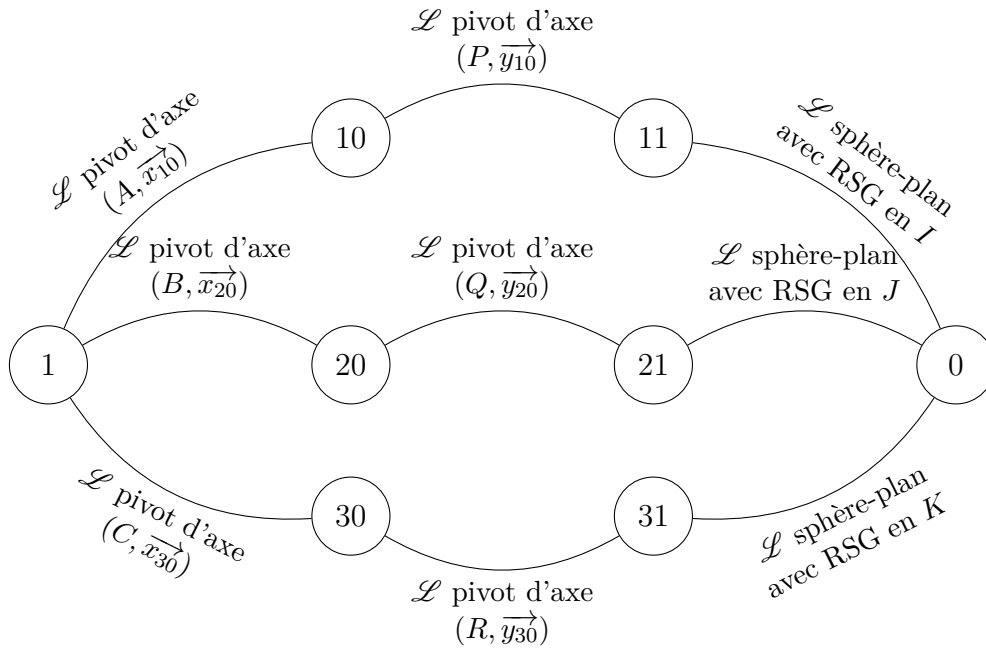 ℒ pivot d'axe
(P, y10)
ℒ pivot d'axe
(A, x10)
10
11
ℒ sphère-plan
avec RSG en I
ℒ pivot d'axe
(B, x20)
ℒ pivot d'axe
(Q, y20)
ℒ sphère-plan
avec RSG en J
1
20
21
0
ℒ pivot d'axe
(C, x30)
30
31
ℒ sphère-plan
avec RSG en K
ℒ pivot d'axe
(R, y30)